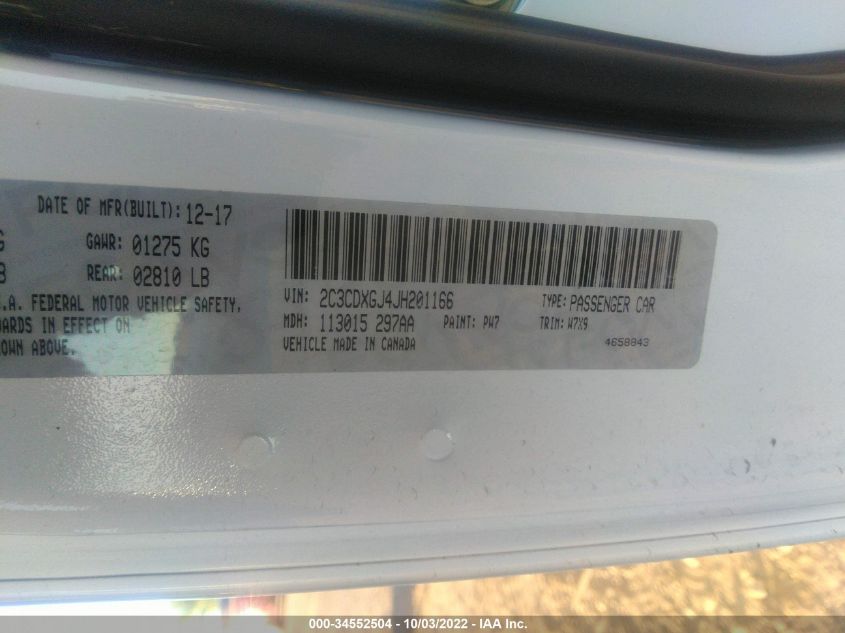 DATE OF MFR(BUILT): 12-17
G GAWR: 01275 KG
B REAR: 02810 LB
.A. FEDERAL MOTOR VEHICLE SAFETY,
ARDS IN EFFECT ON
OWN ABOVE.
VIN: 2C3CDXGJ4JH201166 TYPE: PASSENGER CAR
MDH: 113015 297AA PAINT: PW7 TRIM: W7X9
VEHICLE MADE IN CANADA 4658843
000-34552504 - 10/03/2022 - IAA Inc.